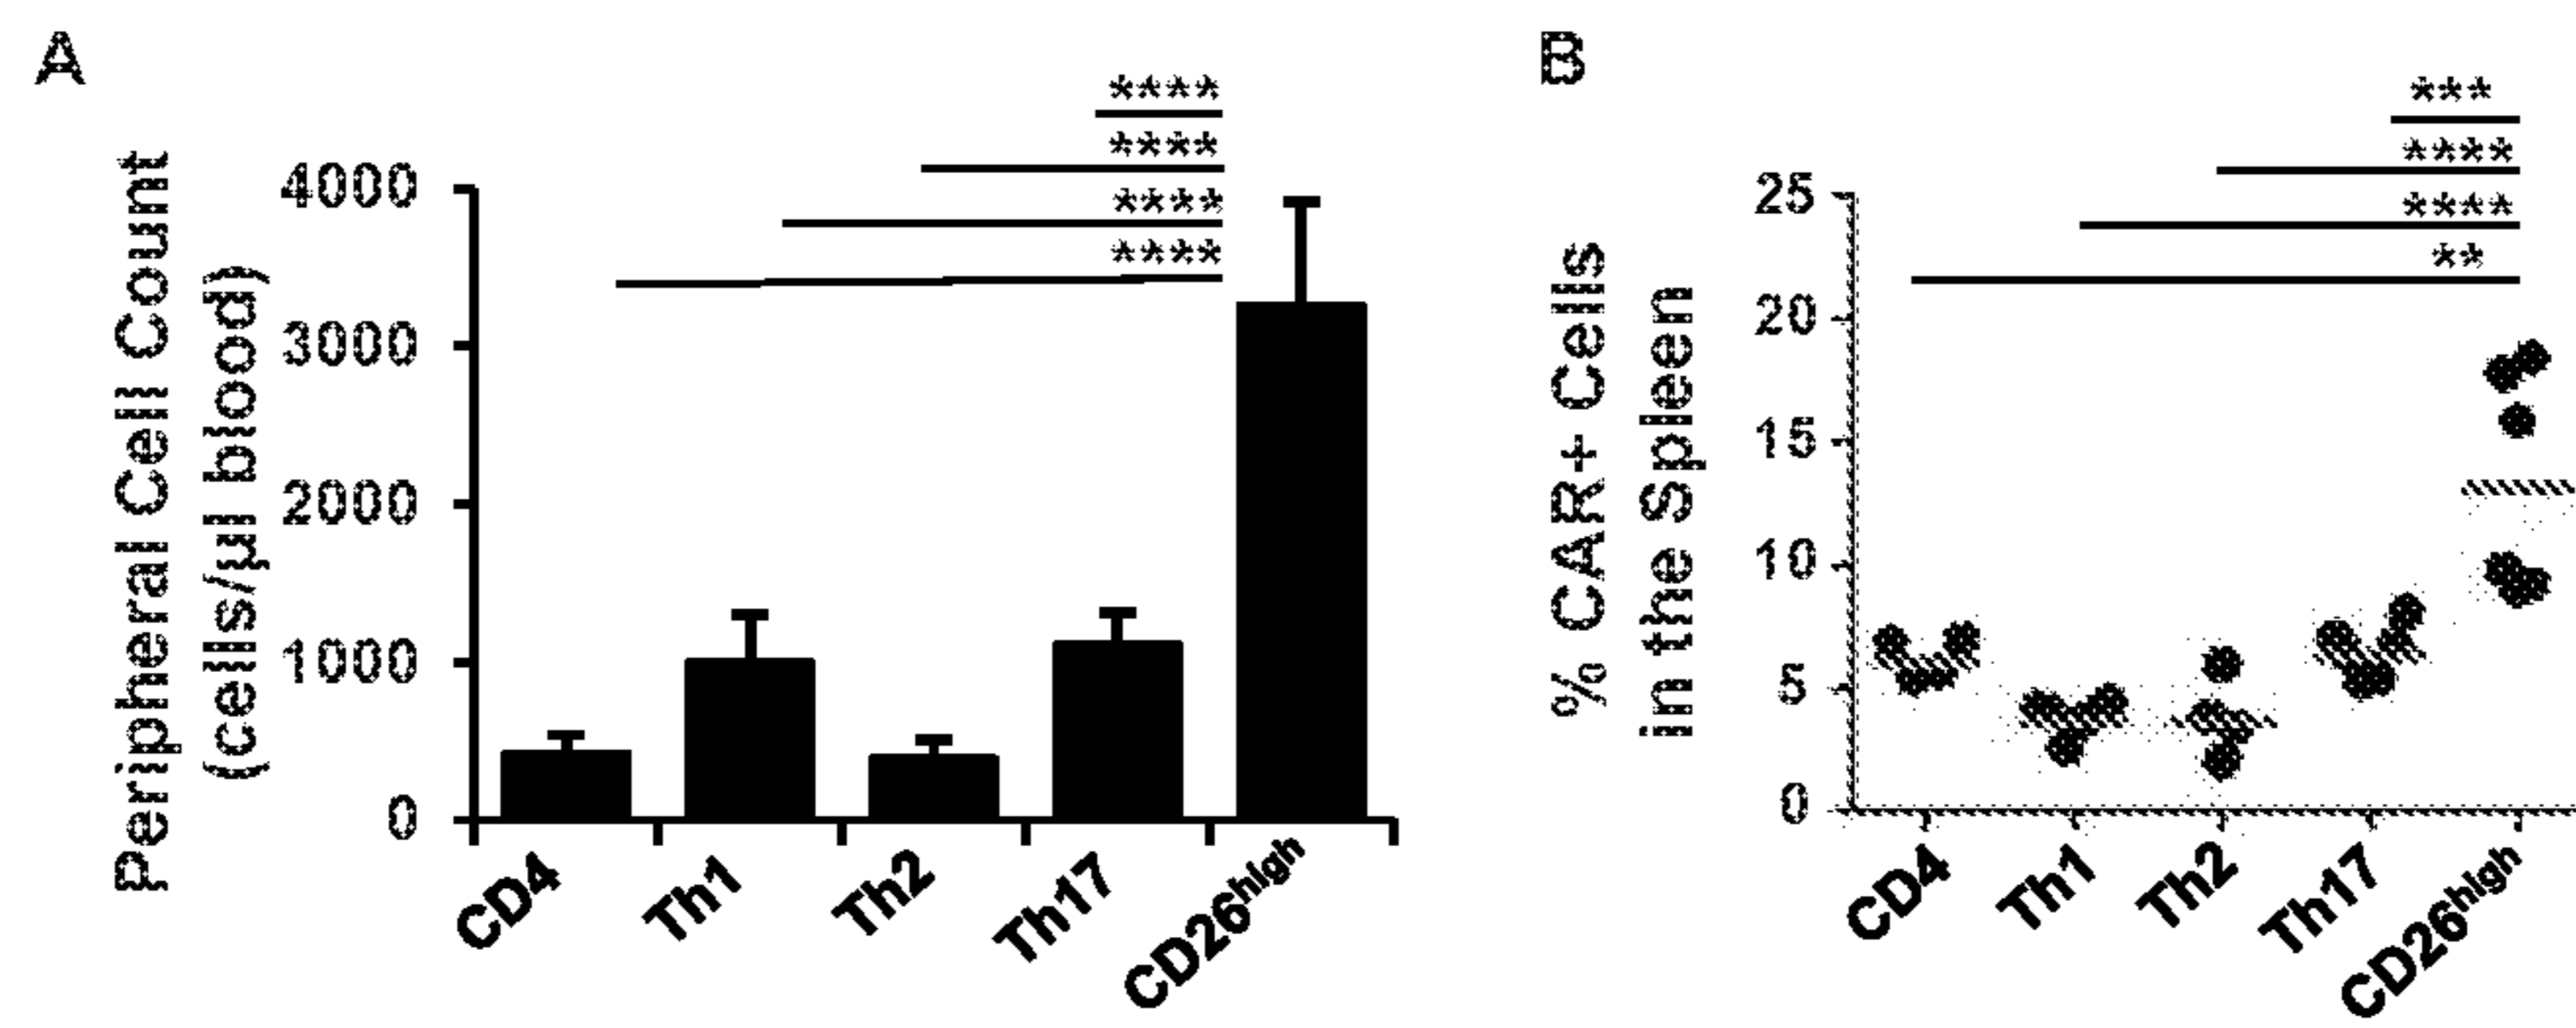 A
Peripheral Cell Count
(cells/µl blood)
4000
3000
2000
1000
0
****
****
****
****
CD4
Th1
Th2
Th17
CD26high
B
% CAR+ Cells
in the Spleen
25
20
15
10
5
0
***
****
****
**
CD4
Th1
Th2
Th17
CD26high